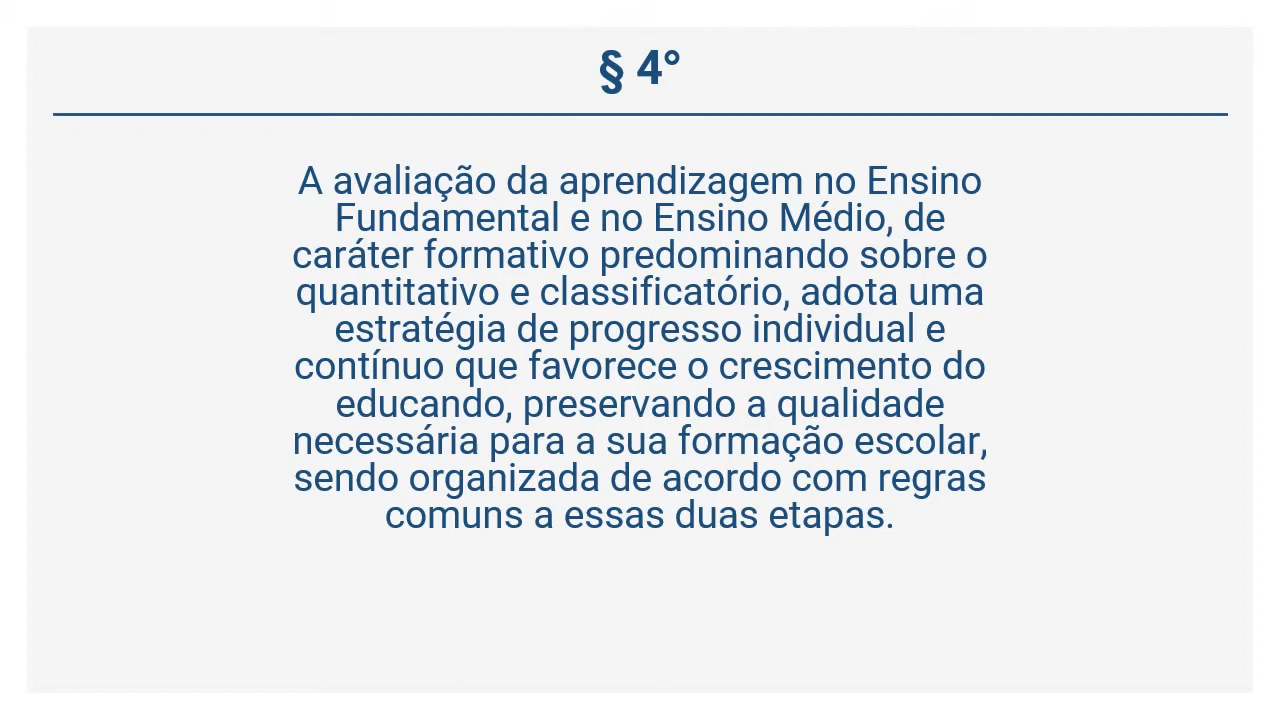 § 4°
A avaliação da aprendizagem no Ensino
Fundamental e no Ensino Médio, de
caráter formativo predominando sobre o
quantitativo e classificatório, adota uma
estratégia de progresso individual e
contínuo que favorece o crescimento do
educando, preservando a qualidade
necessária para a sua formação escolar,
sendo organizada de acordo com regras
comuns a essas duas etapas.